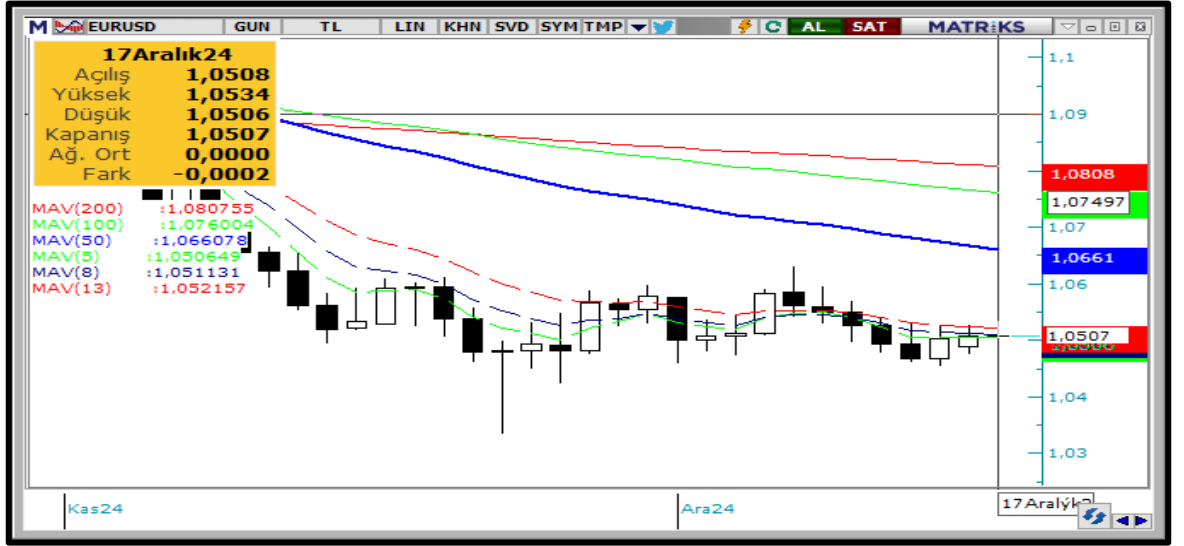 M EURUSD GUN TL LIN KHN SVD SYM TMP AL SAT MATRİKS
17Aralık24
Açılış 1,0508
Yüksek 1,0534
Düşük 1,0506
Kapanış 1,0507
Ağ. Ort 0,0000
Fark -0,0002
MAV(200) :1,080755
MAV(100) :1,076004
MAV(50) :1,066078
MAV(5) :1,050649
MAV(8) :1,051131
MAV(13) :1,052157
1,1
1,09
1,0808
1,07497
1,07
1,0661
1,06
1,0507
1,04
1,03
Kas24
Ara24
17Aralýk2